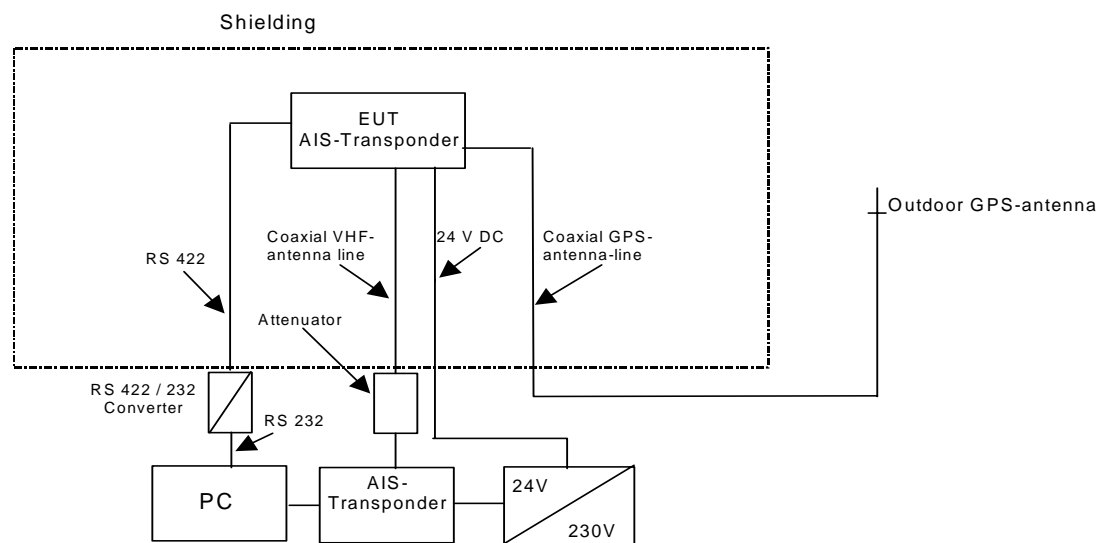 Shielding
EUT
AIS-Transponder
Outdoor GPS-antenna
Coaxial VHF-
antenna line
24 V DC
Coaxial GPS-
antenna-line
RS 422
Attenuator
RS 422 / 232
Converter
RS 232
PC
AIS-
Transponder
24V
230V